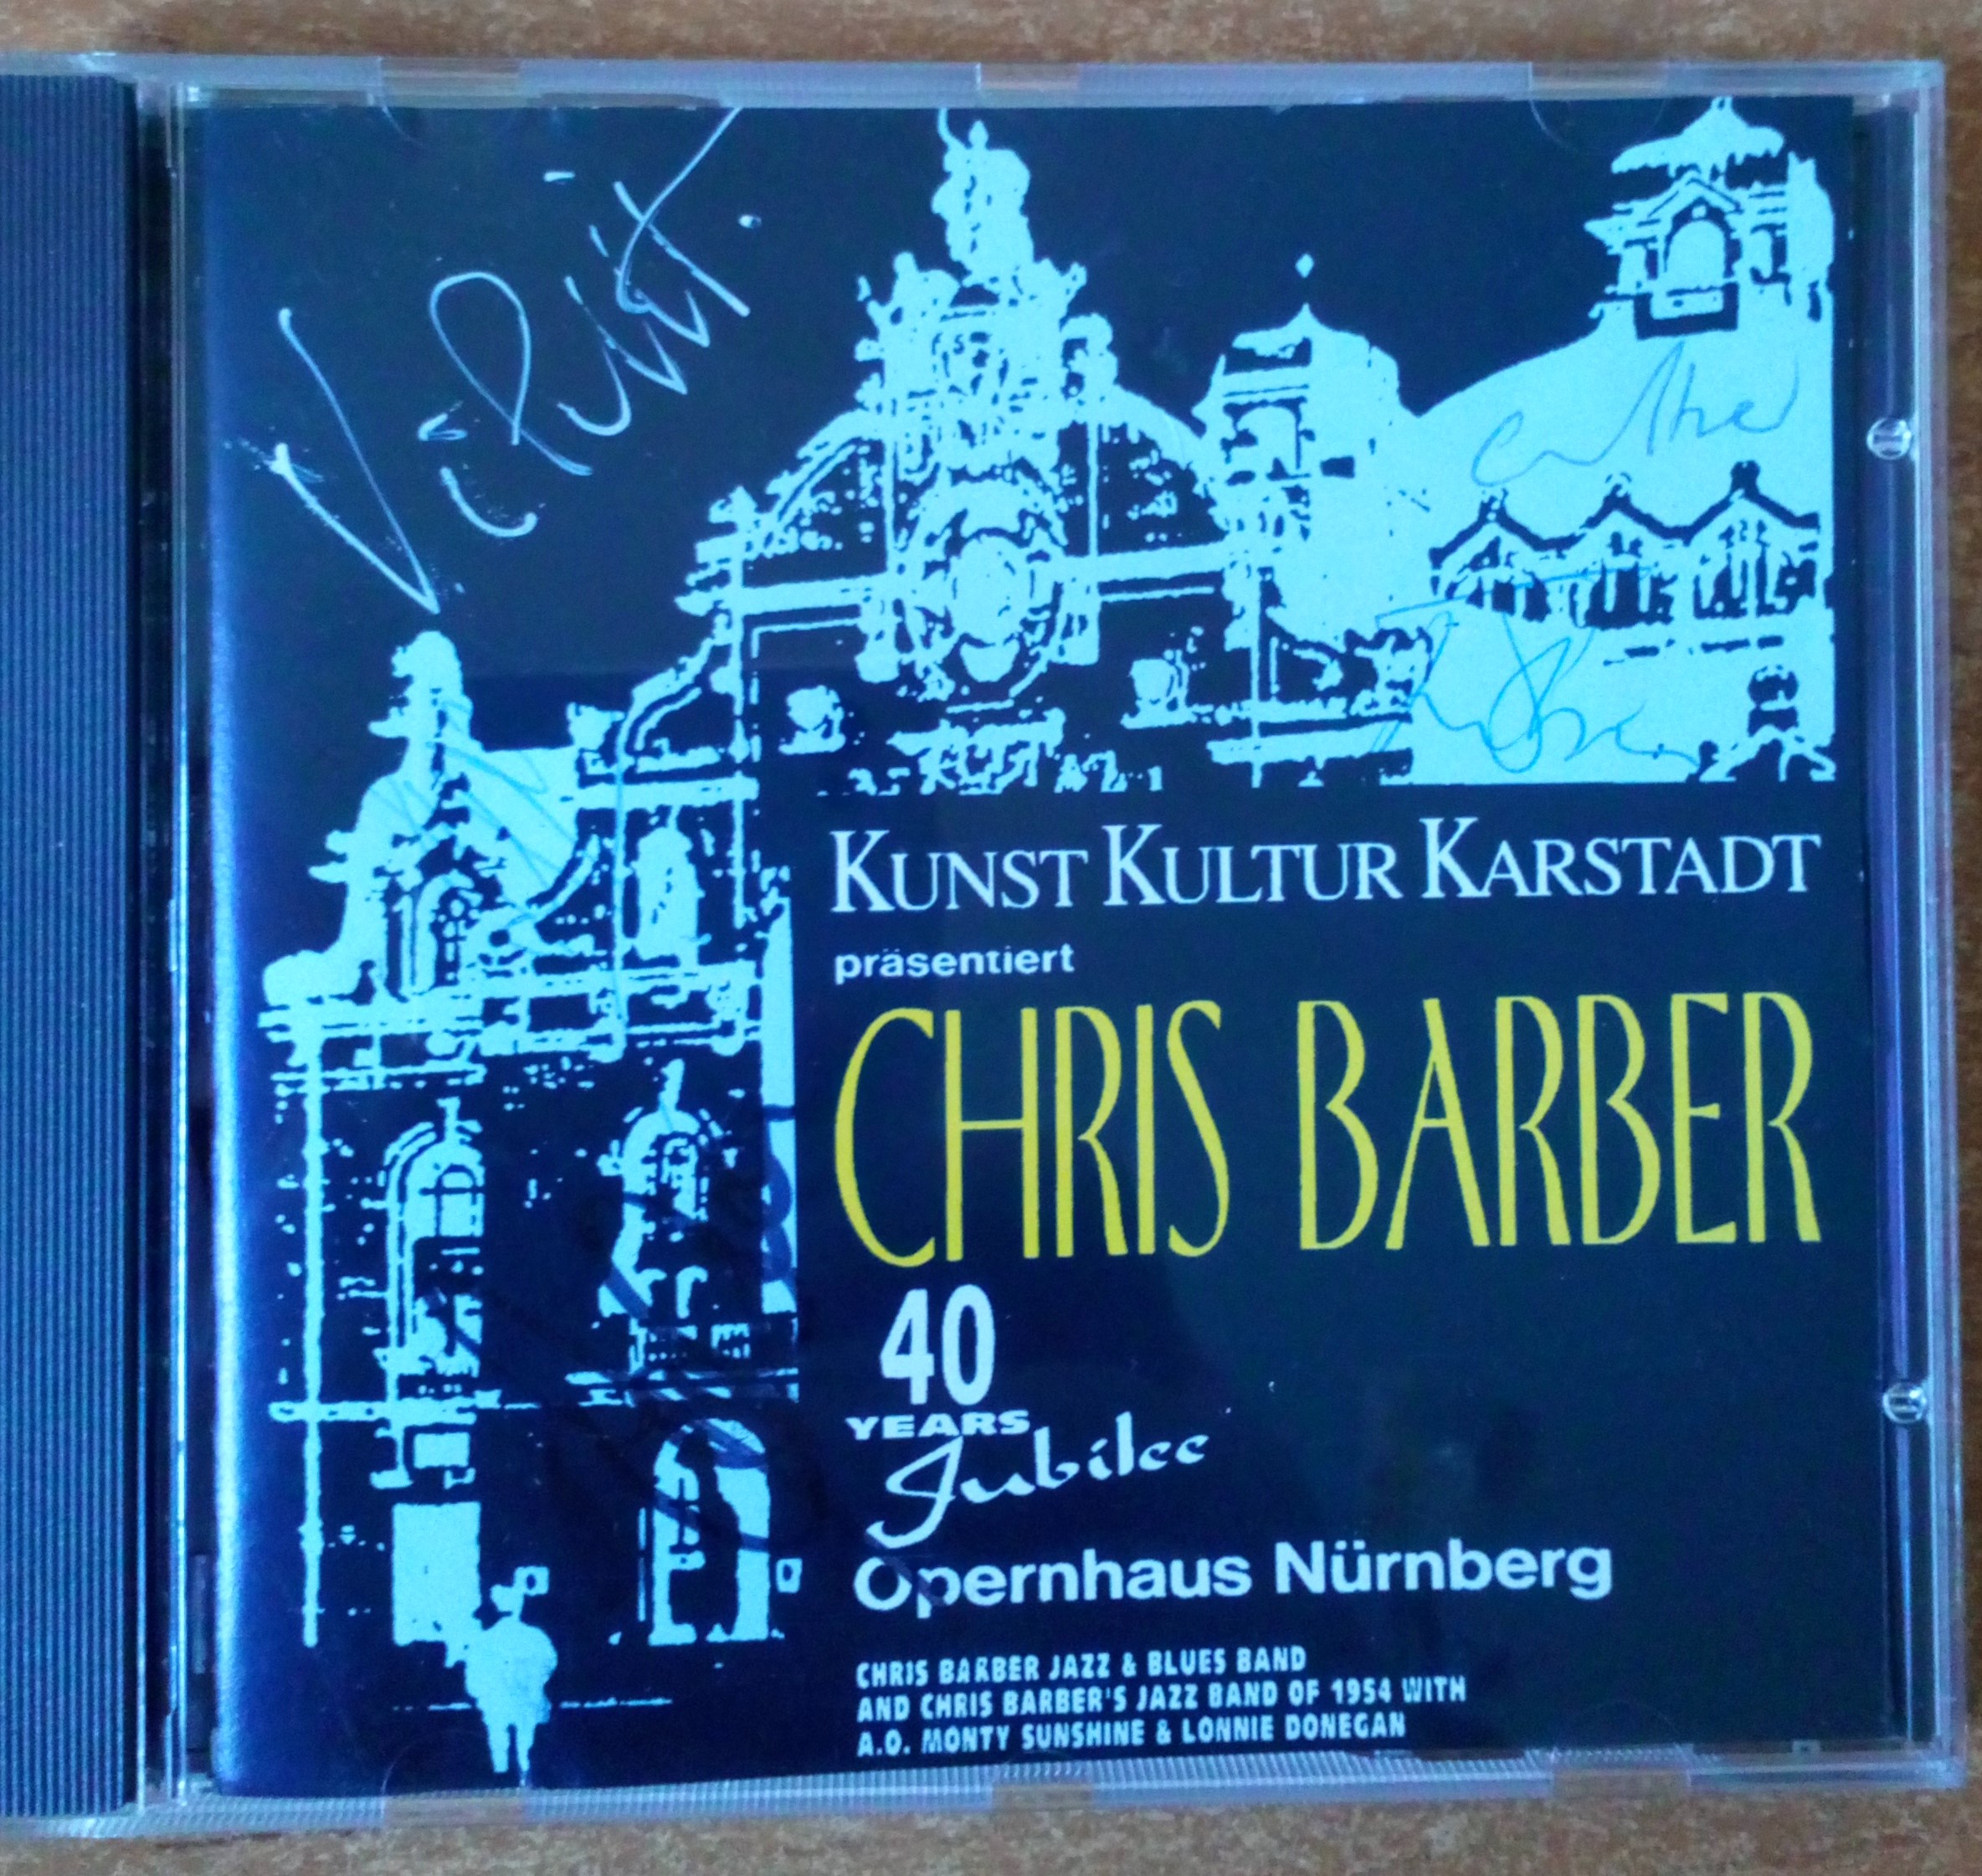 KUNST KULTUR KARSTADT
präsentiert
CHRIS BARBER
40
YEARS
Jubilee
Opernhaus Nürnberg
CHRIS BARBER JAZZ & BLUES BAND
AND CHRIS BARBER'S JAZZ BAND OF 1954 WITH
A.O. MONTY SUNSHINE & LONNIE DONEGAN